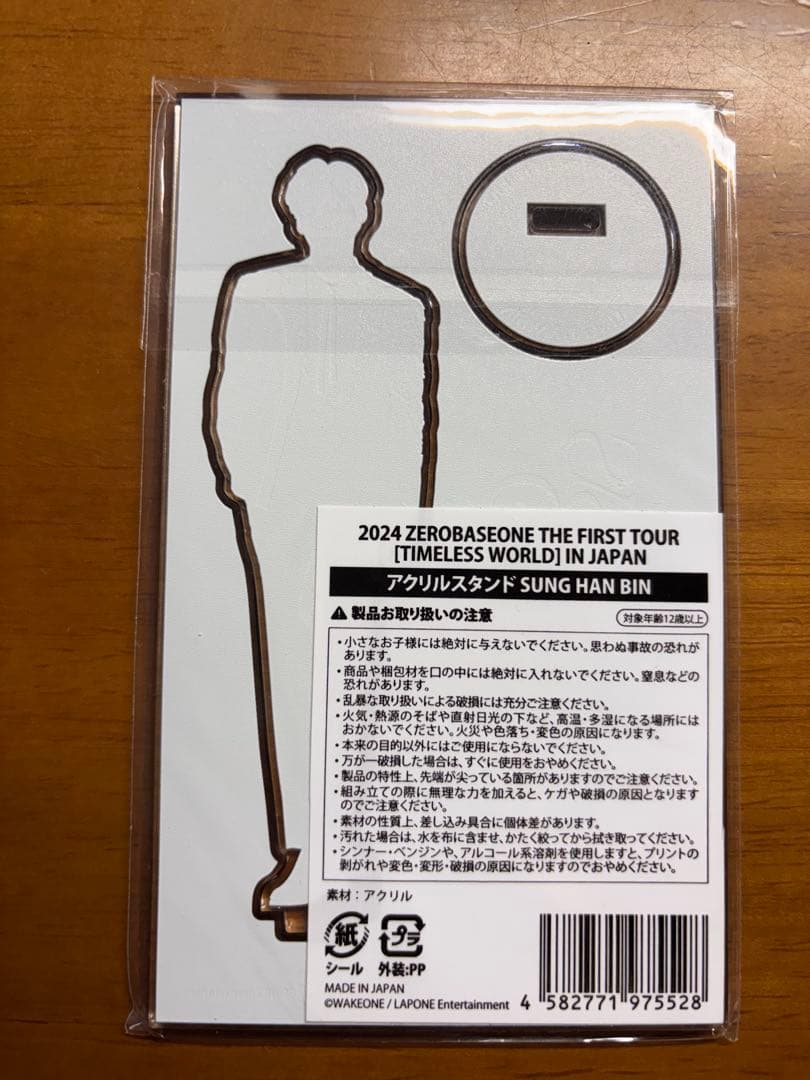 2024 ZEROBASEONE THE FIRST TOUR
[TIMELESS WORLD] IN JAPAN
アクリルスタンド SUNG HAN BIN
⚠ 製品お取り扱いの注意
対象年齢12歳以上
・小さなお子様には絶対に与えないでください。思わぬ事故の恐れが
あります。
・商品や梱包材を口の中には絶対に入れないでください。窒息などの
恐れがあります。
・乱暴な取り扱いによる破損には充分ご注意ください。
・火気・熱源のそばや直射日光の下など、高温・多湿になる場所には
おかないでください。火災や色落ち・変色の原因になります。
・本来の目的以外にはご使用にならないでください。
・万が一破損した場合は、すぐに使用をおやめください。
・製品の特性上、先端が尖っている箇所がありますのでご注意ください。
・組み立ての際に無理な力を加えると、ケガや破損の原因となります
のでご注意ください。
・素材の性質上、差し込み具合に個体差があります。
・汚れた場合は、水を布に含ませ、かたく絞ってから拭き取ってください。
・シンナー・ベンジンや、アルコール系溶剤を使用しますと、プリントの
剥がれや変色・変形・破損の原因になりますのでおやめください。
素材：アクリル
紙 プラ
シール 外装:PP
MADE IN JAPAN
©WAKEONE / LAPONE Entertainment
4 582771 975528